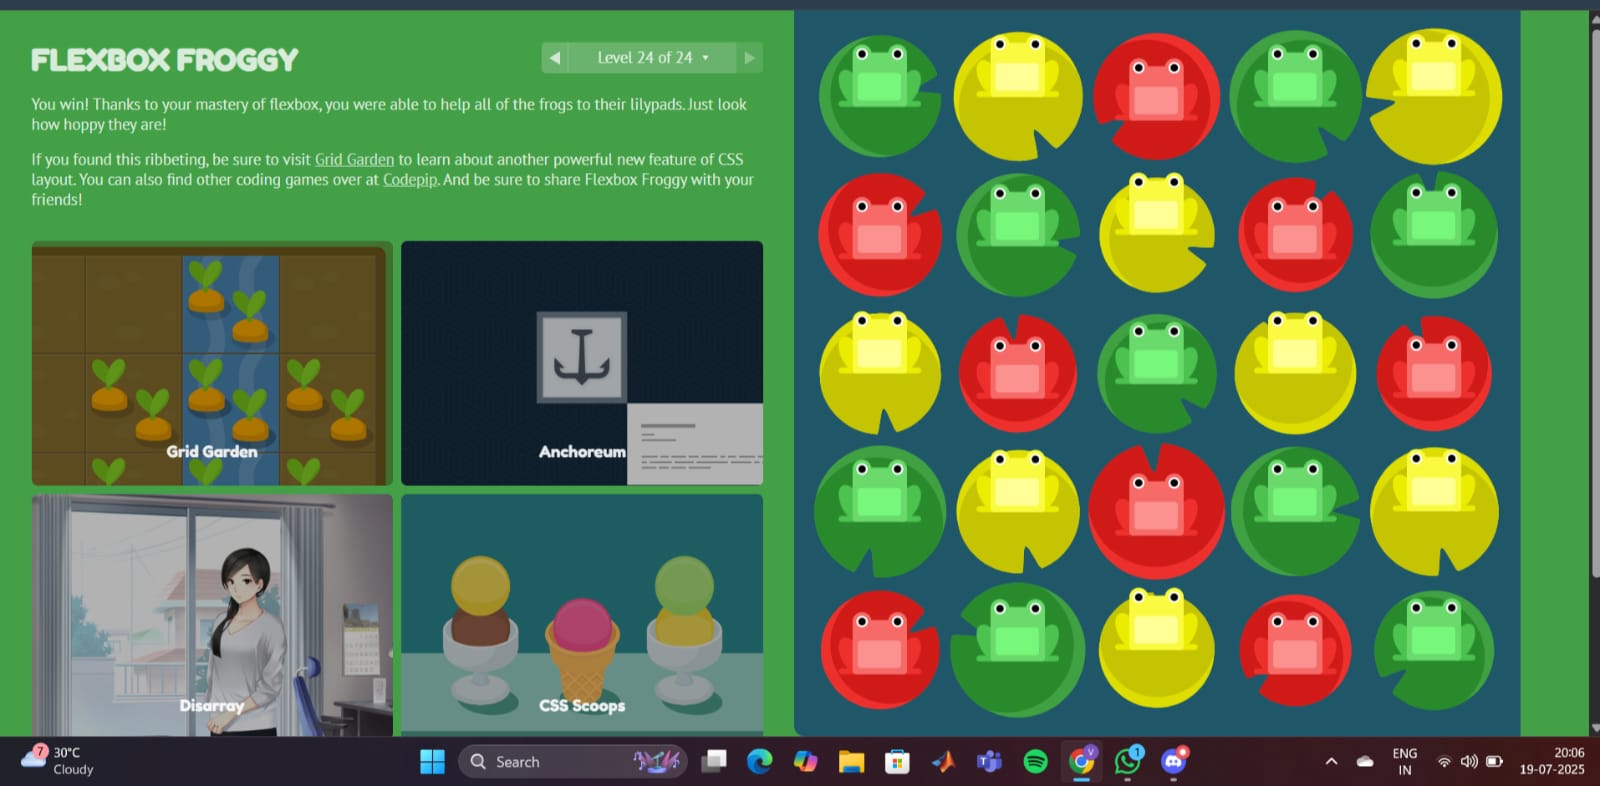 FLEXBOX FROGGY
◀ Level 24 of 24 ▾ ▶
You win! Thanks to your mastery of flexbox, you were able to help all of the frogs to their lilypads. Just look
how hoppy they are!
If you found this ribbeting, be sure to visit Grid Garden to learn about another powerful new feature of CSS
layout. You can also find other coding games over at Codepip. And be sure to share Flexbox Froggy with your
friends!
Grid Garden
Anchoreum
Disarray
CSS Scoops
7
30°C
Cloudy
Search
V
1
ENG
IN
20:06
19-07-2025